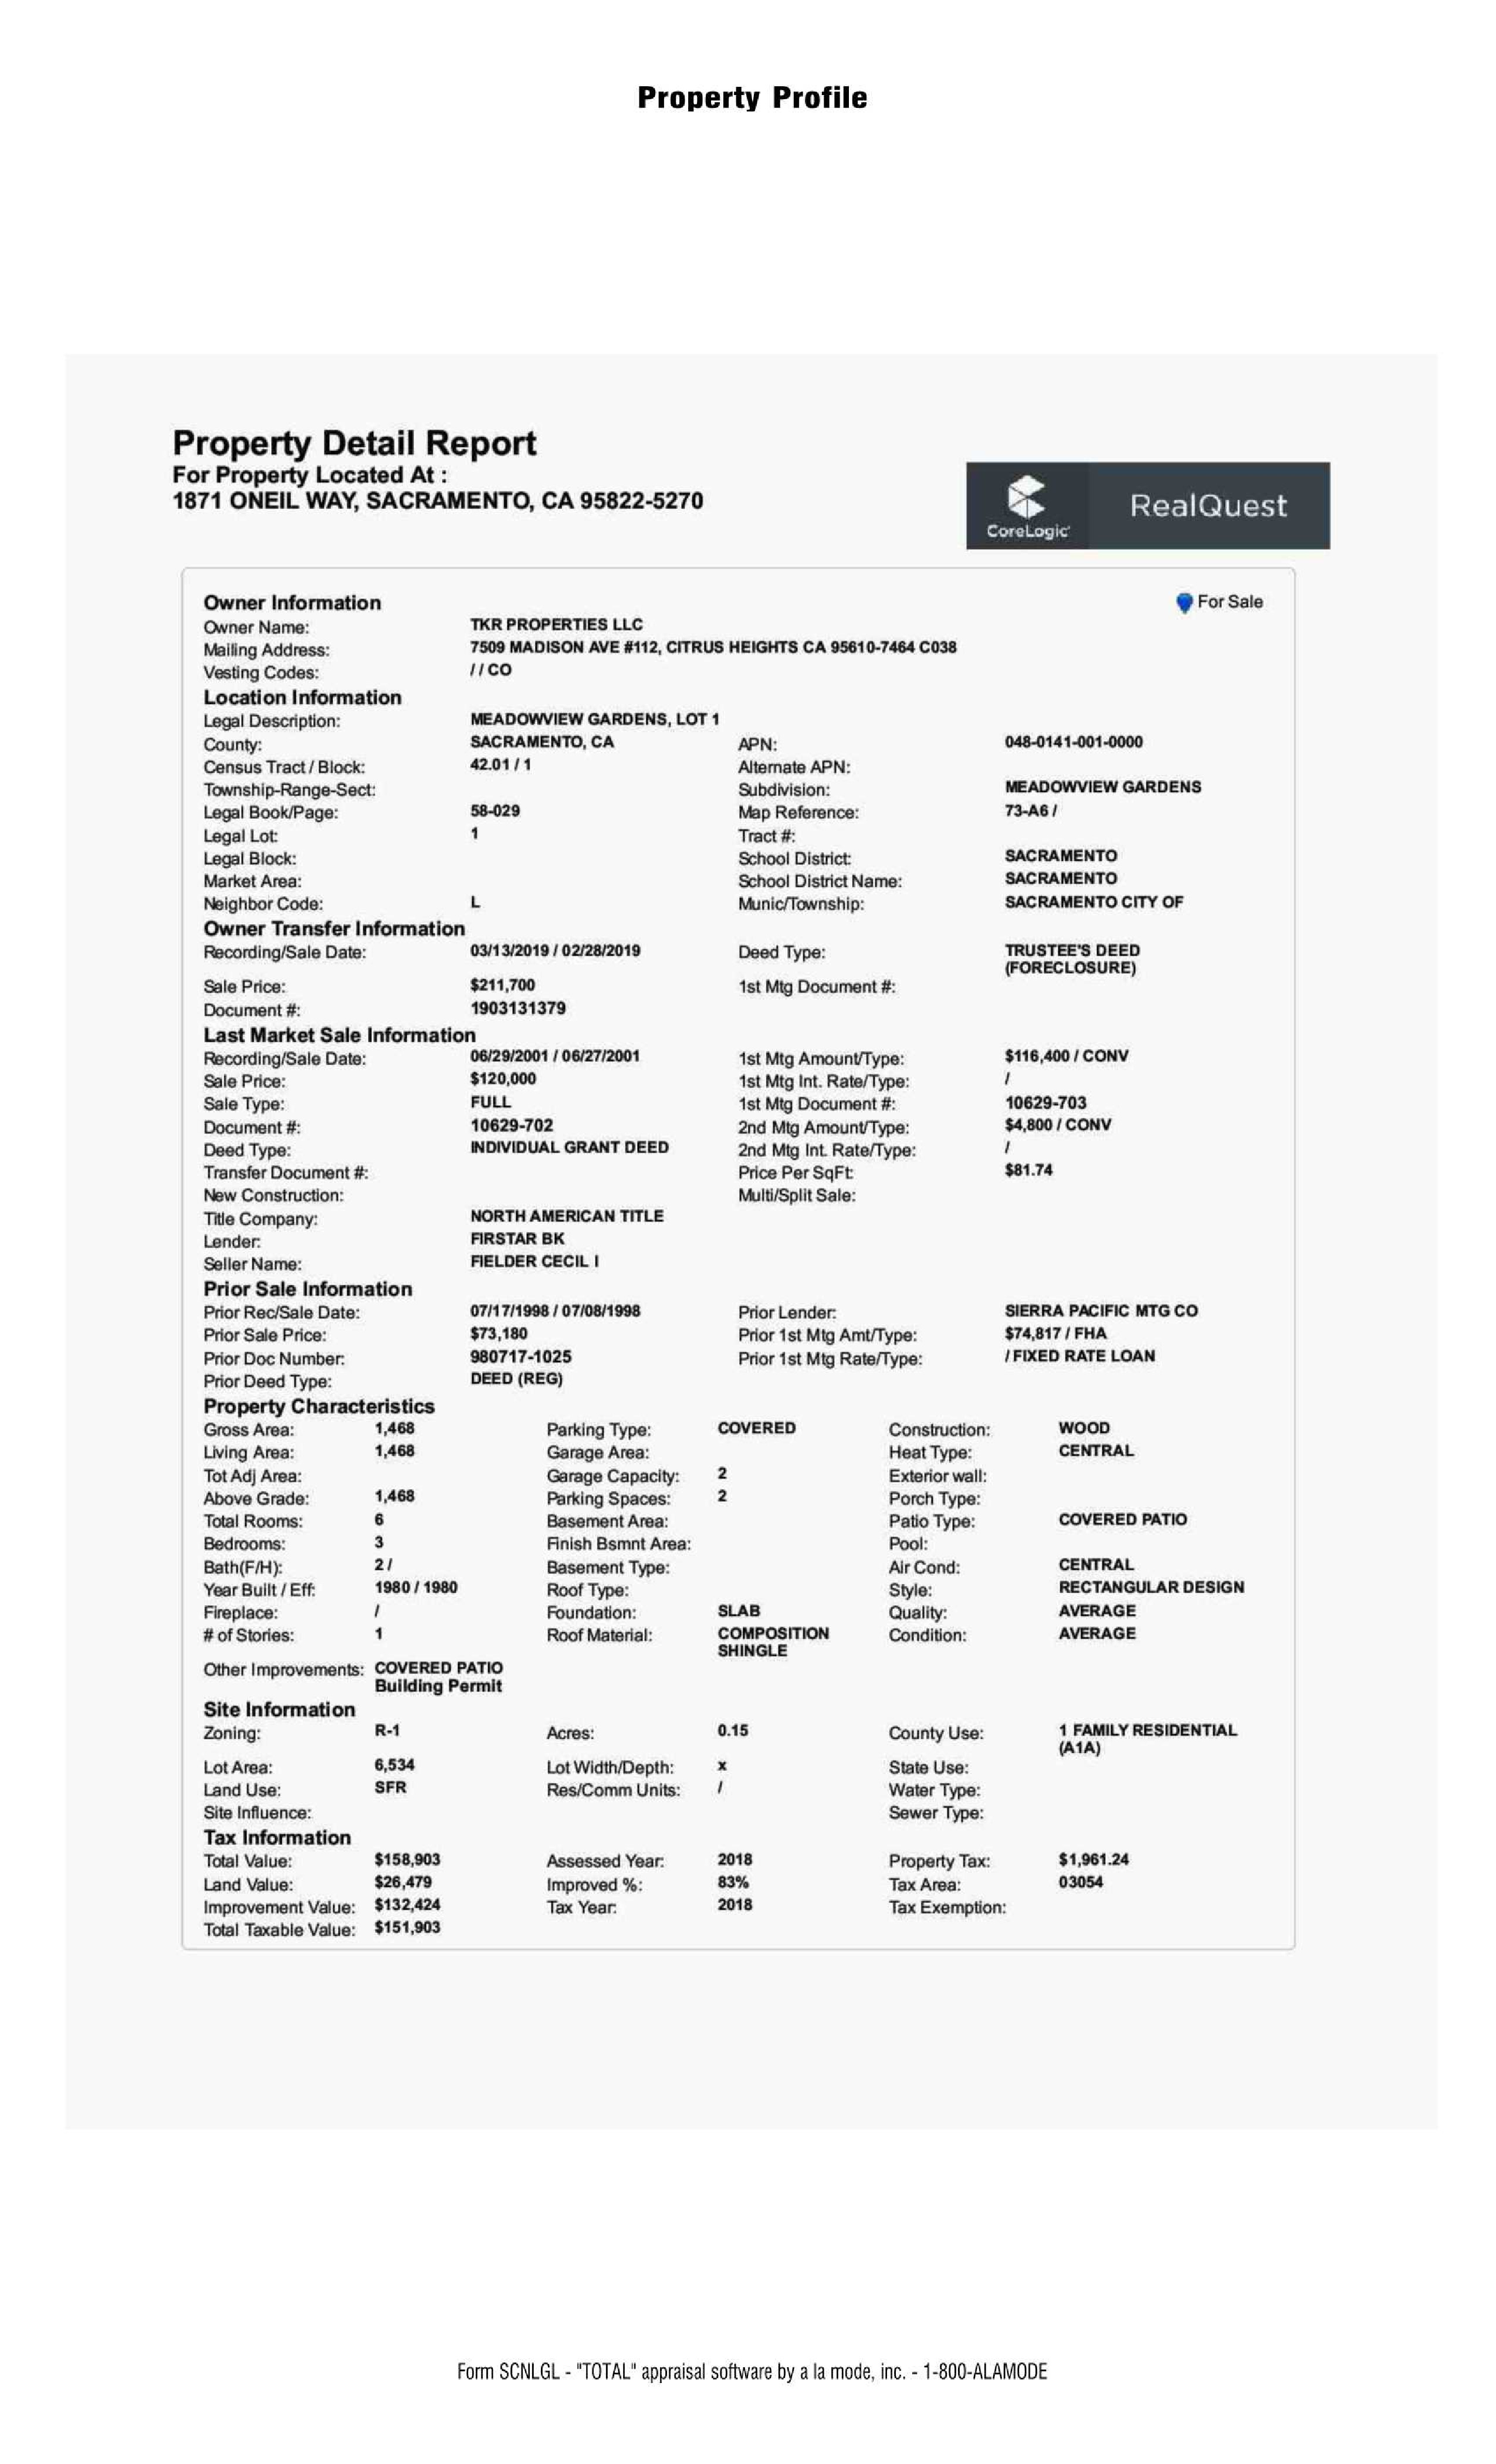 Property Profile
Property Detail Report
For Property Located At :
1871 ONEIL WAY, SACRAMENTO, CA 95822-5270
CoreLogic RealQuest
Owner Information For Sale
Owner Name: TKR PROPERTIES LLC
Mailing Address: 7509 MADISON AVE #112, CITRUS HEIGHTS CA 95610-7464 C038
Vesting Codes: / / CO
Location Information
Legal Description: MEADOWVIEW GARDENS, LOT 1
County: SACRAMENTO, CA APN: 048-0141-001-0000
Census Tract / Block: 42.01 / 1 Alternate APN:
Township-Range-Sect: Subdivision: MEADOWVIEW GARDENS
Legal Book/Page: 58-029 Map Reference: 73-A6 /
Legal Lot: 1 Tract #:
Legal Block: School District: SACRAMENTO
Market Area: School District Name: SACRAMENTO
Neighbor Code: L Munic/Township: SACRAMENTO CITY OF
Owner Transfer Information
Recording/Sale Date: 03/13/2019 / 02/28/2019 Deed Type: TRUSTEE'S DEED
(FORECLOSURE)
Sale Price: $211,700 1st Mtg Document #:
Document #: 1903131379
Last Market Sale Information
Recording/Sale Date: 06/29/2001 / 06/27/2001 1st Mtg Amount/Type: $116,400 / CONV
Sale Price: $120,000 1st Mtg Int. Rate/Type: /
Sale Type: FULL 1st Mtg Document #: 10629-703
Document #: 10629-702 2nd Mtg Amount/Type: $4,800 / CONV
Deed Type: INDIVIDUAL GRANT DEED 2nd Mtg Int. Rate/Type: /
Transfer Document #: Price Per SqFt: $81.74
New Construction: Multi/Split Sale:
Title Company: NORTH AMERICAN TITLE
Lender: FIRSTAR BK
Seller Name: FIELDER CECIL I
Prior Sale Information
Prior Rec/Sale Date: 07/17/1998 / 07/08/1998 Prior Lender: SIERRA PACIFIC MTG CO
Prior Sale Price: $73,180 Prior 1st Mtg Amt/Type: $74,817 / FHA
Prior Doc Number: 980717-1025 Prior 1st Mtg Rate/Type: / FIXED RATE LOAN
Prior Deed Type: DEED (REG)
Property Characteristics
Gross Area: 1,468 Parking Type: COVERED Construction: WOOD
Living Area: 1,468 Garage Area: Heat Type: CENTRAL
Tot Adj Area: Garage Capacity: 2 Exterior wall:
Above Grade: 1,468 Parking Spaces: 2 Porch Type:
Total Rooms: 6 Basement Area: Patio Type: COVERED PATIO
Bedrooms: 3 Finish Bsmnt Area: Pool:
Bath(F/H): 2 / Basement Type: Air Cond: CENTRAL
Year Built / Eff: 1980 / 1980 Roof Type: Style: RECTANGULAR DESIGN
Fireplace: / Foundation: SLAB Quality: AVERAGE
# of Stories: 1 Roof Material: COMPOSITION Condition: AVERAGE
SHINGLE
Other Improvements: COVERED PATIO
Building Permit
Site Information
Zoning: R-1 Acres: 0.15 County Use: 1 FAMILY RESIDENTIAL
(A1A)
Lot Area: 6,534 Lot Width/Depth: x State Use:
Land Use: SFR Res/Comm Units: / Water Type:
Site Influence: Sewer Type:
Tax Information
Total Value: $158,903 Assessed Year: 2018 Property Tax: $1,961.24
Land Value: $26,479 Improved %: 83% Tax Area: 03054
Improvement Value: $132,424 Tax Year: 2018 Tax Exemption:
Total Taxable Value: $151,903
Form SCNLGL - "TOTAL" appraisal software by a la mode, inc. - 1-800-ALAMODE